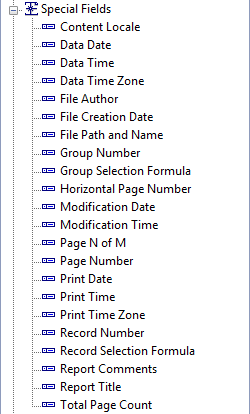 Special Fields
Content Locale
Data Date
Data Time
Data Time Zone
File Author
File Creation Date
File Path and Name
Group Number
Group Selection Formula
Horizontal Page Number
Modification Date
Modification Time
Page N of M
Page Number
Print Date
Print Time
Print Time Zone
Record Number
Record Selection Formula
Report Comments
Report Title
Total Page Count